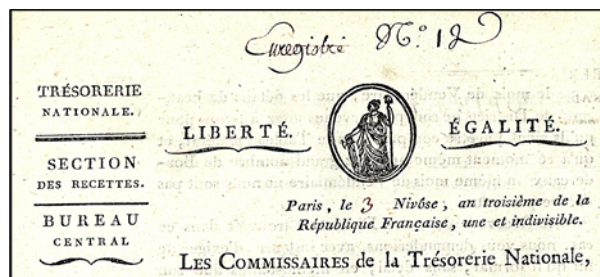 Enregistré N.º 12
TRÉSORERIE
NATIONALE.
SECTION
DES RECETTES.
BUREAU
CENTRAL
LIBERTÉ. ÉGALITÉ.
Paris, le 3 Nivôse, an troisième de la
République Française, une et indivisible.
LES COMMISSAIRES de la Trésorerie Nationale,